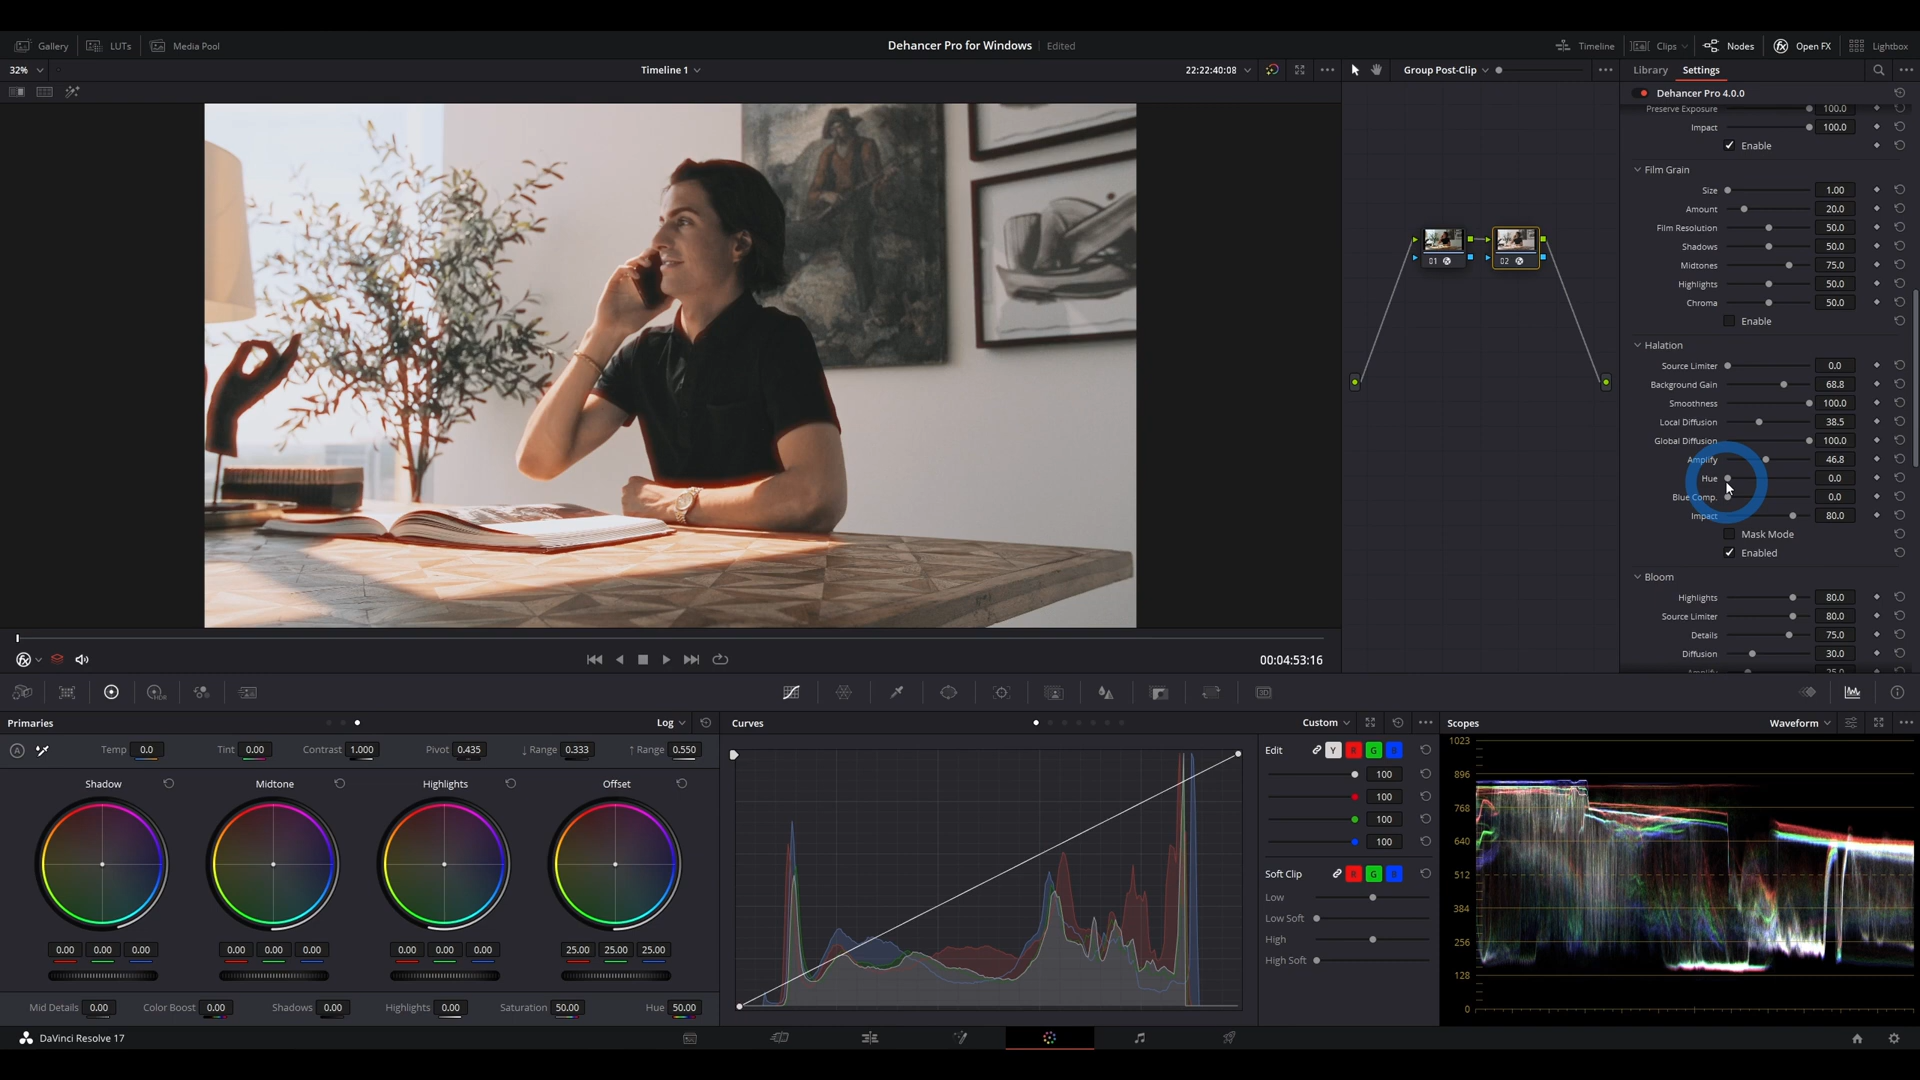 Gallery LUTs Media Pool
Dehancer Pro for Windows Edited
Timeline Clips Nodes Open FX Lightbox
32% Timeline 1 22:22:40:08
Group Post-Clip
Library Settings
Dehancer Pro 4.0.0
Preserve Exposure 100.0
Impact 100.0
Enable
Film Grain
Size 1.00
Amount 20.0
Film Resolution 50.0
Shadows 50.0
Midtones 75.0
Highlights 50.0
Chroma 50.0
Enable
Halation
Source Limiter 0.0
Background Gain 68.8
Smoothness 100.0
Local Diffusion 38.5
Global Diffusion 100.0
Amplify 46.8
Hue 0.0
Blue Comp. 0.0
Impact 80.0
Mask Mode
Enabled
Bloom
Highlights 80.0
Source Limiter 80.0
Details 75.0
Diffusion 30.0
01 02
00:04:53:16
Primaries Log
Temp 0.0 Tint 0.00 Contrast 1.000 Pivot 0.435 ↓ Range 0.333 ↑ Range 0.550
Shadow Midtone Highlights Offset
0.00 0.00 0.00 0.00 0.00 0.00 0.00 0.00 0.00 25.00 25.00 25.00
Mid Details 0.00 Color Boost 0.00 Shadows 0.00 Highlights 0.00 Saturation 50.00 Hue 50.00
Curves Custom
Edit Y R G B
100
100
100
100
Soft Clip R G B
Low
Low Soft
High
High Soft
Scopes Waveform
1023
896
768
640
512
384
256
128
0
DaVinci Resolve 17